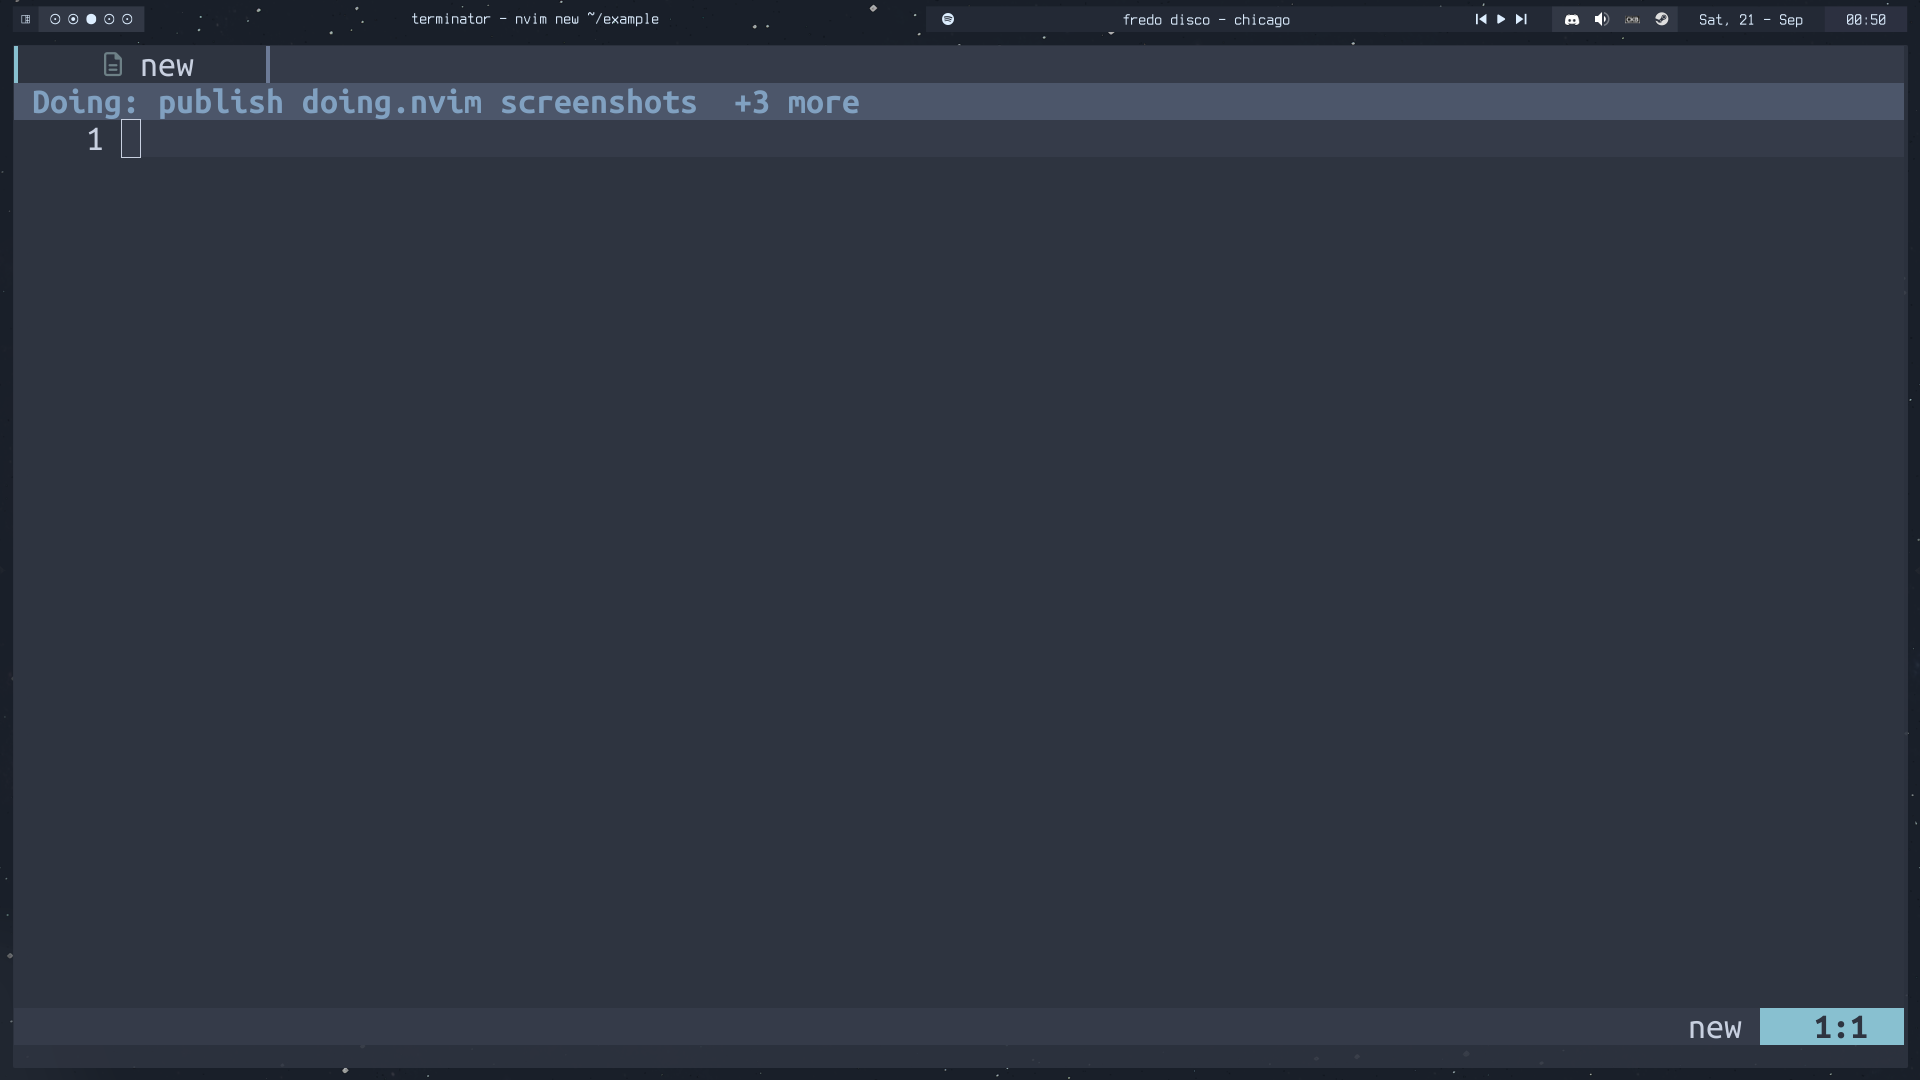 terminator - nvim new ~/example
fredo disco - chicago
Sat, 21 - Sep
00:50
new
Doing: publish doing.nvim screenshots +3 more
1
new
1:1